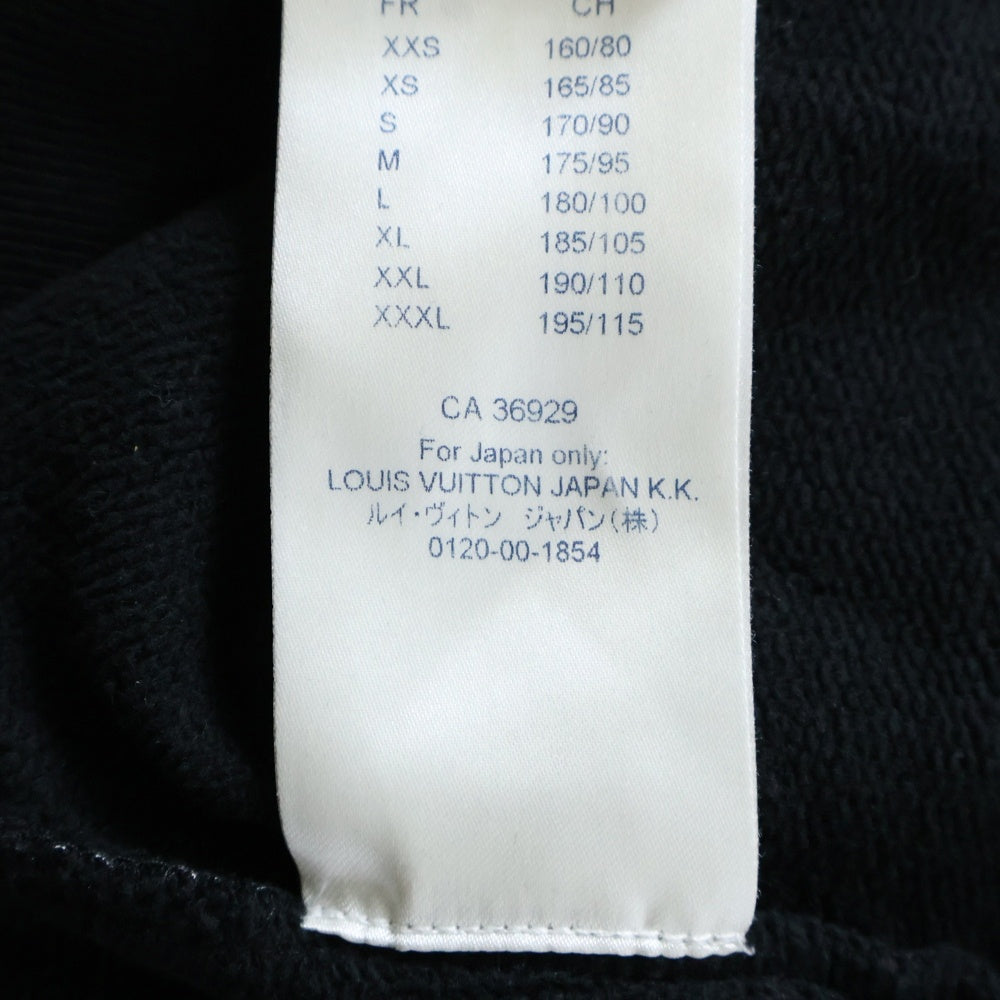 FR CH
XXS 160/80
XS 165/85
S 170/90
M 175/95
L 180/100
XL 185/105
XXL 190/110
XXXL 195/115
CA 36929
For Japan only:
LOUIS VUITTON JAPAN K.K.
ルイ・ヴィトン ジャパン(株)
0120-00-1854